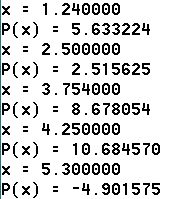 x = 1.240000
P(x) = 5.633224
x = 2.500000
P(x) = 2.515625
x = 3.754000
P(x) = 8.678054
x = 4.250000
P(x) = 10.684570
x = 5.300000
P(x) = -4.901575